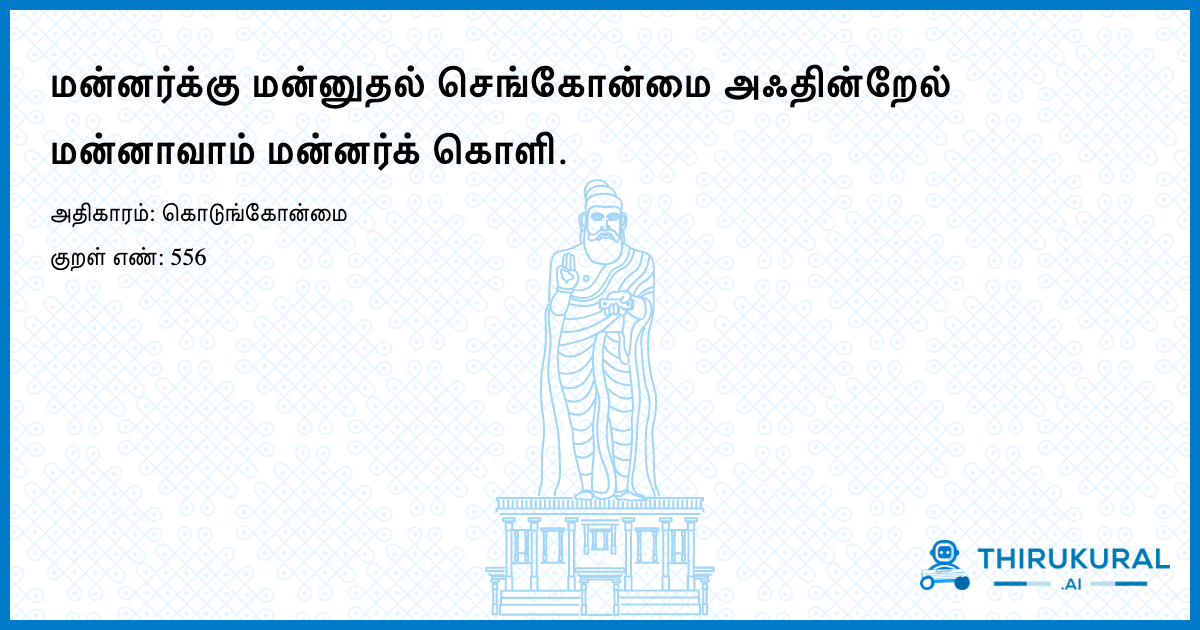 மன்னர்க்கு மன்னுதல் செங்கோன்மை அஃதின்றேல்
மன்னாவாம் மன்னர்க் கொளி.
அதிகாரம்: கொடுங்கோன்மை
குறள் எண்: 556
THIRUKURAL
.AI